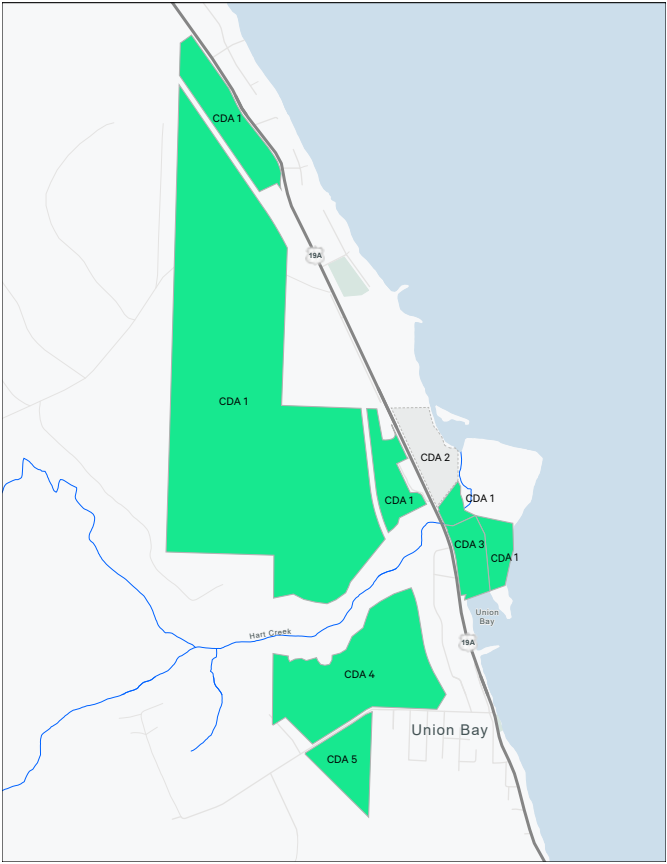 CDA 1
19A
CDA 1
CDA 2
CDA 1
CDA 1
CDA 3
CDA 1
Union
Bay
Hart Creek
19A
CDA 4
Union Bay
CDA 5